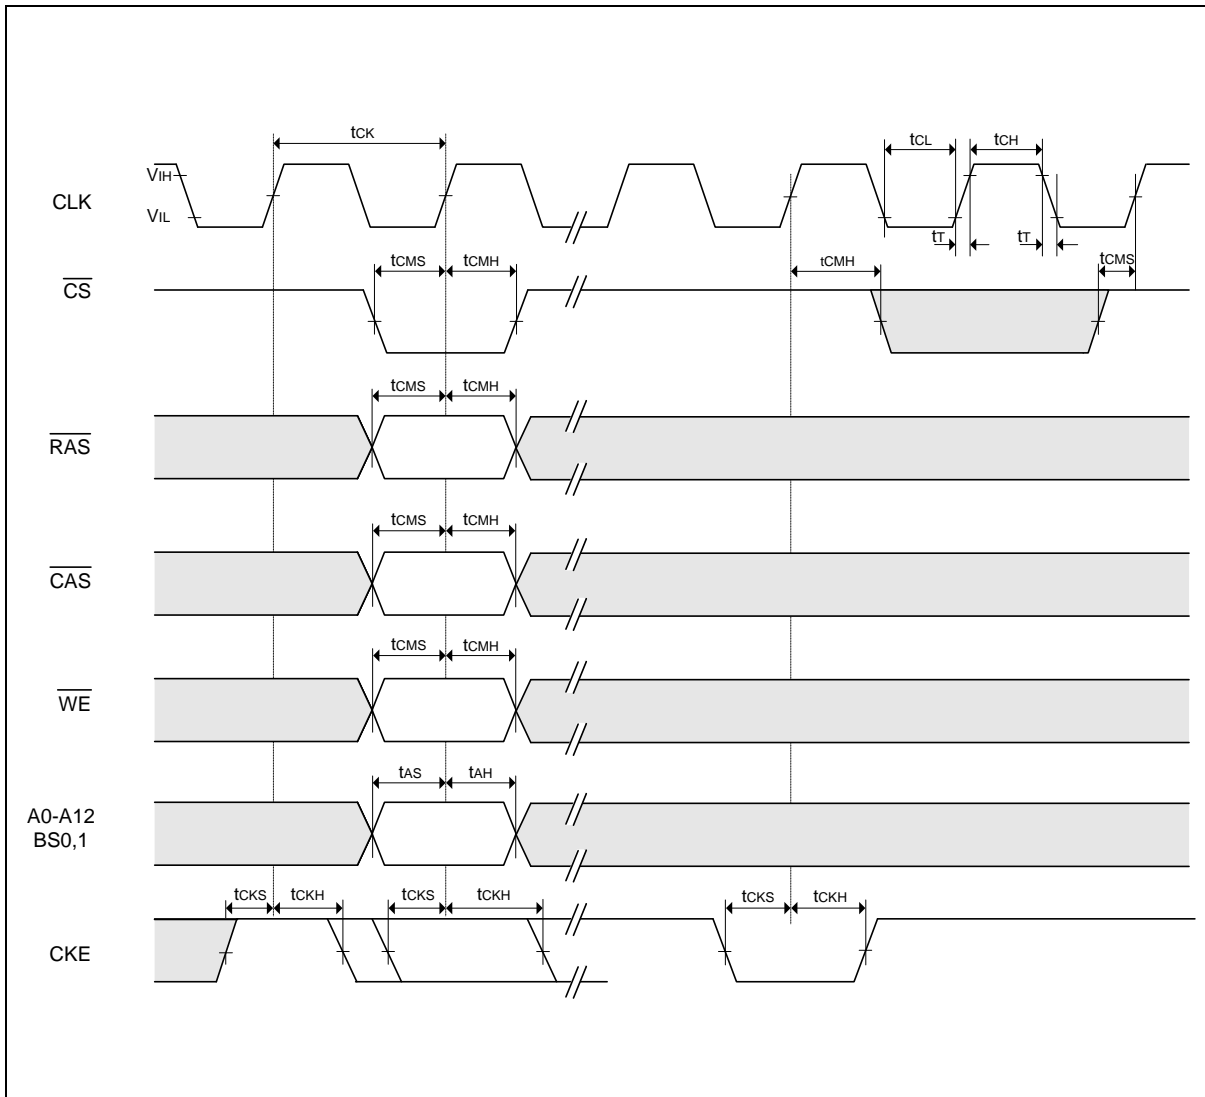 tCK
tCL
tCH
VIH
CLK
VIL
tT
tT
tCMS
tCMH
tCMH
tCMS
CS
tCMS
tCMH
RAS
tCMS
tCMH
CAS
tCMS
tCMH
WE
tAS
tAH
A0-A12
BS0,1
tCKS
tCKH
tCKS
tCKH
tCKS
tCKH
CKE